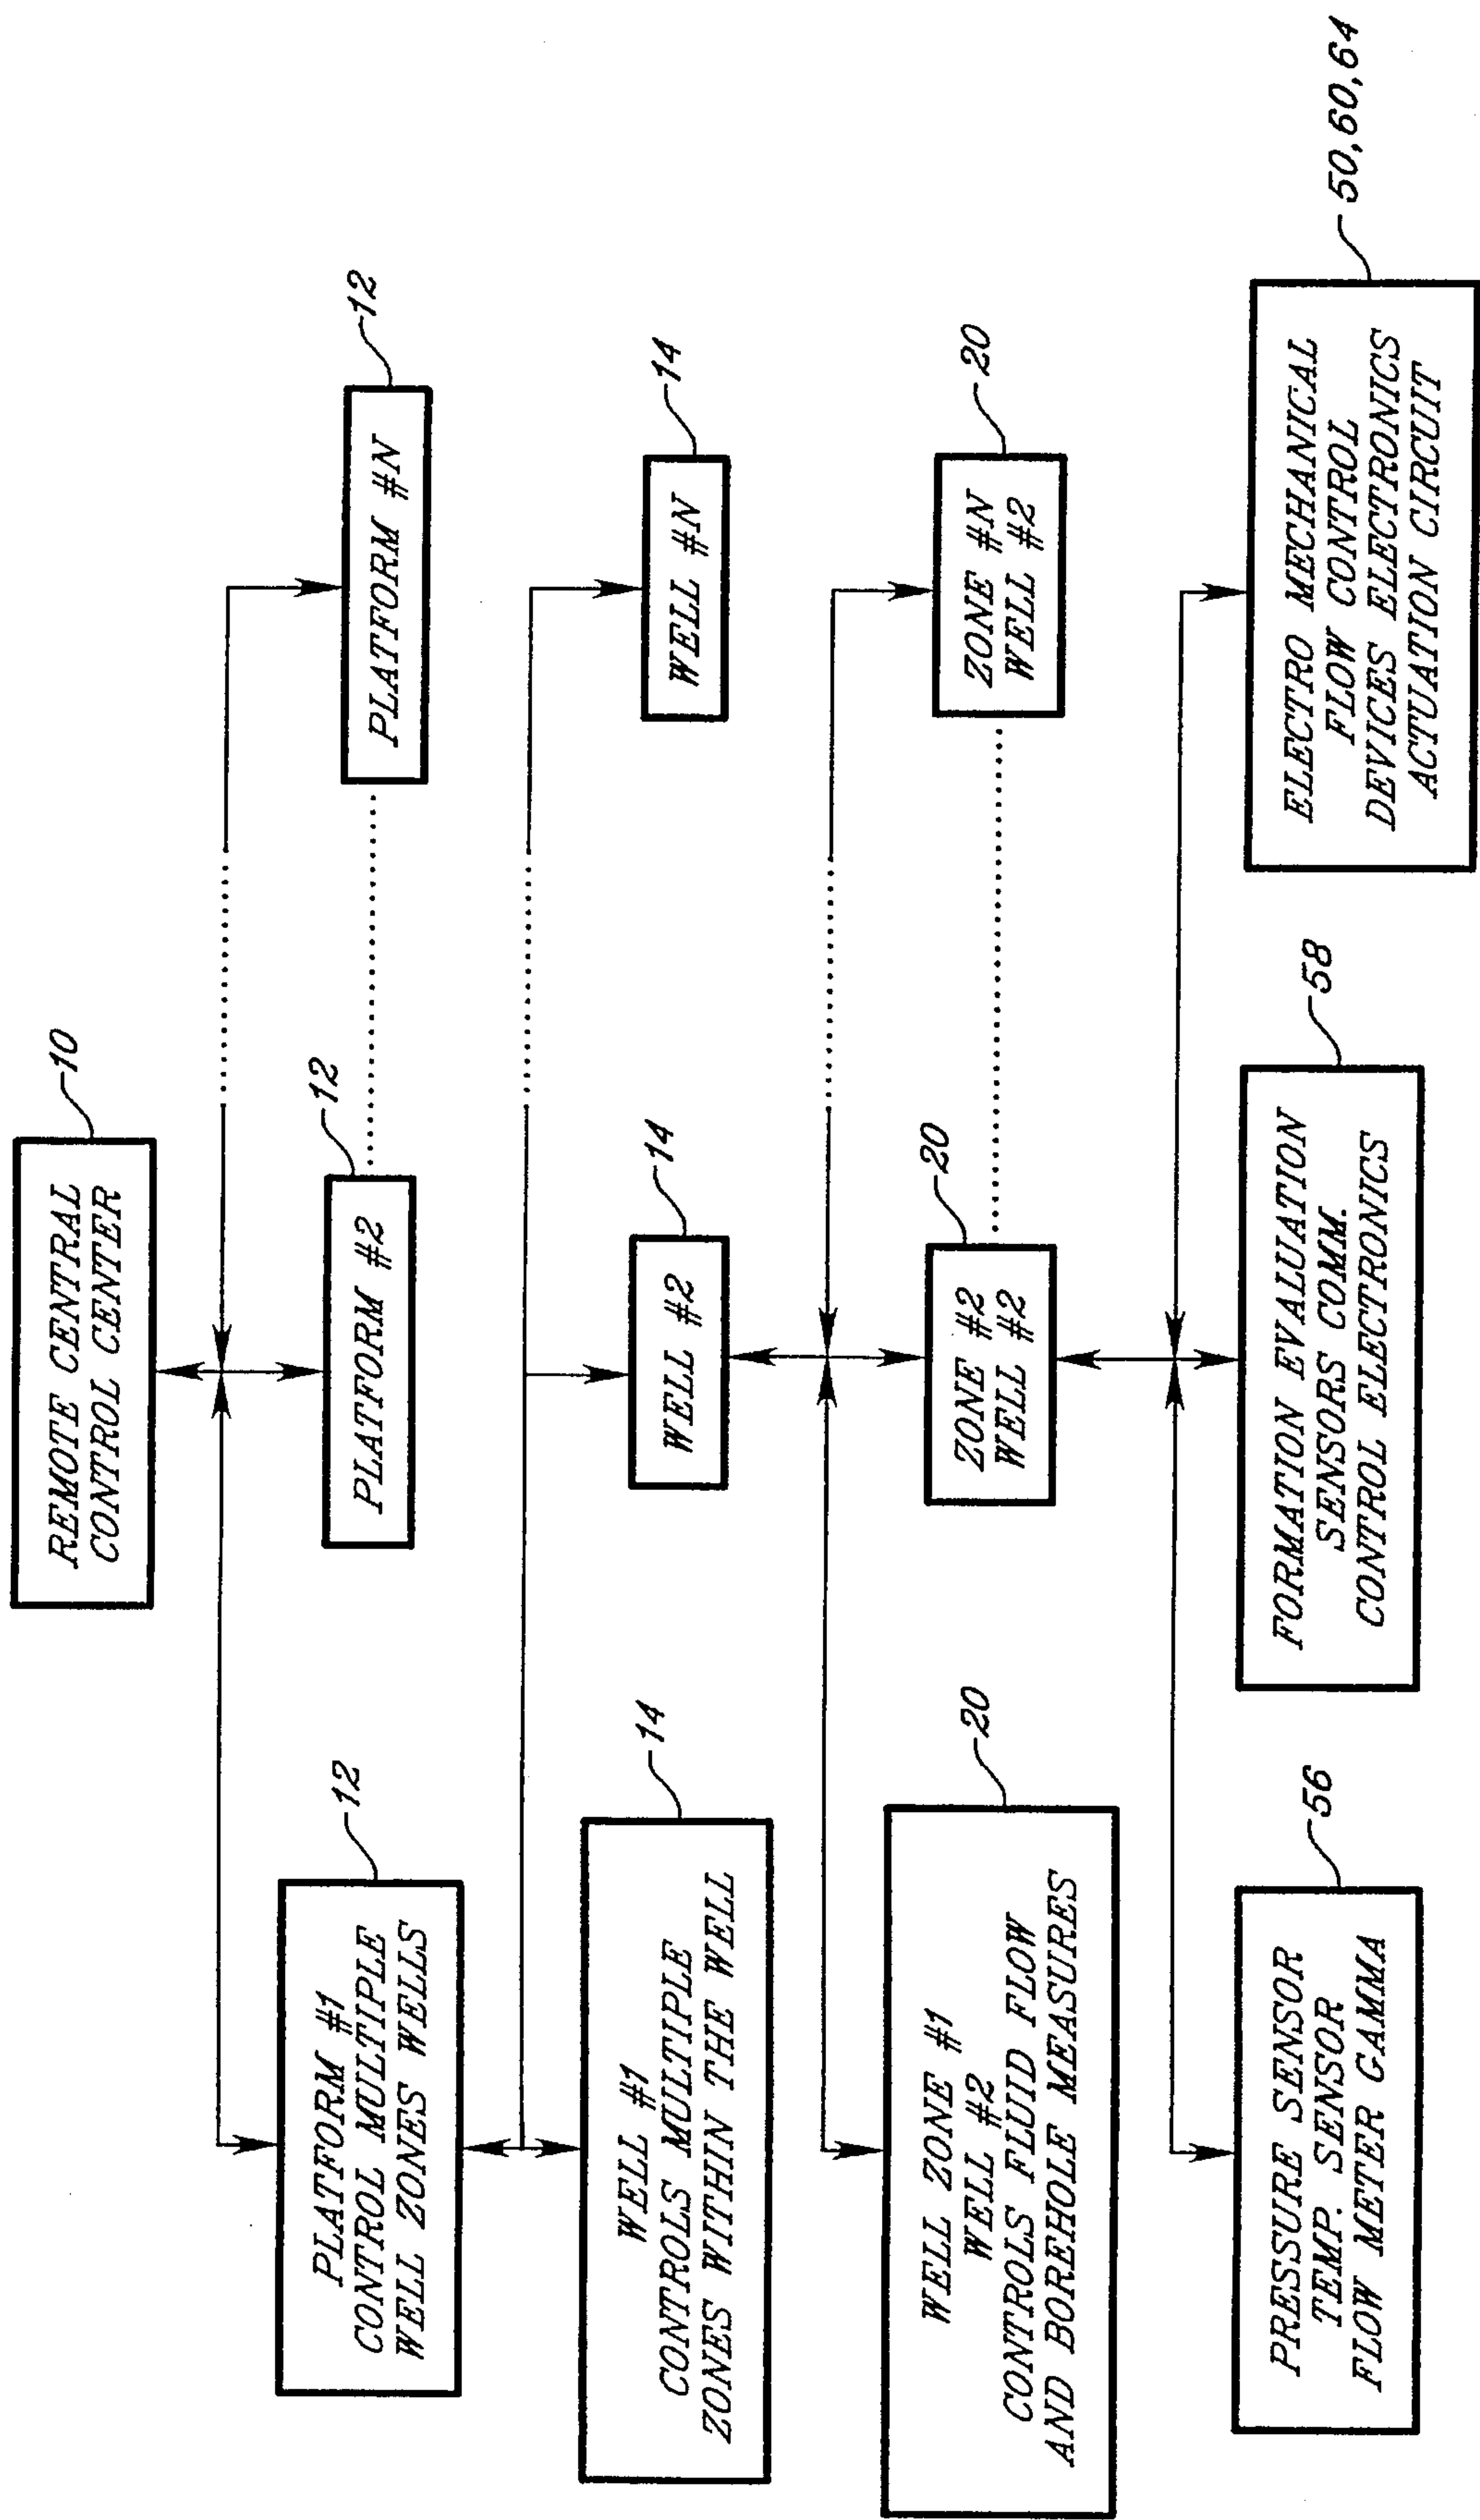 REMOTE CENTRAL
CONTROL CENTER
10
PLATFORM #1
CONTROL MULTIPLE
WELL ZONES WELLS
12
PLATFORM #2
12
PLATFORM #N
12
WELL #1
CONTROLS MULTIPLE
ZONES WITHIN THE WELL
14
WELL #2
14
WELL #N
14
WELL ZONE #1
WELL #2
CONTROLS FLUID FLOW
AND BOREHOLE MEASURES
20
ZONE #2
WELL #2
20
ZONE #N
WELL #2
20
PRESSURE SENSOR
TEMP. SENSOR
FLOW METER GAMMA
56
FORMATION EVALUATION
SENSORS COMM.
CONTROL ELECTRONICS
58
ELECTRO MECHANICAL
FLOW CONTROL
DEVICES ELECTRONICS
ACTUATION CIRCUIT
50,60,64